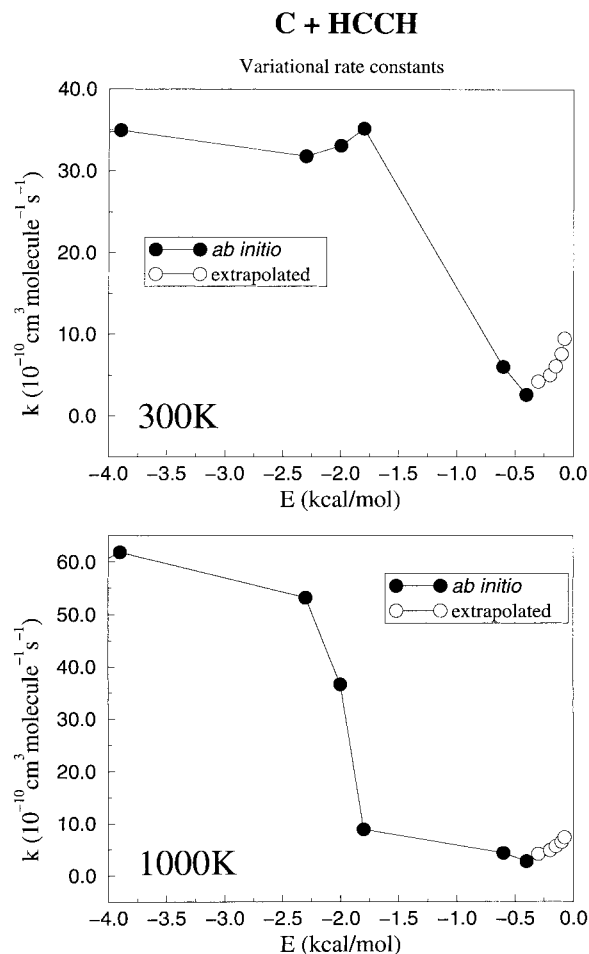 C + HCCH
Variational rate constants
40.0
30.0
20.0
10.0
0.0
k (10⁻¹⁰ cm³ molecule⁻¹ s⁻¹)
ab initio
extrapolated
300K
−4.0 −3.5 −3.0 −2.5 −2.0 −1.5 −1.0 −0.5 0.0
E (kcal/mol)
60.0
50.0
40.0
30.0
20.0
10.0
0.0
k (10⁻¹⁰ cm³ molecule⁻¹ s⁻¹)
ab initio
extrapolated
1000K
−4.0 −3.5 −3.0 −2.5 −2.0 −1.5 −1.0 −0.5 0.0
E (kcal/mol)